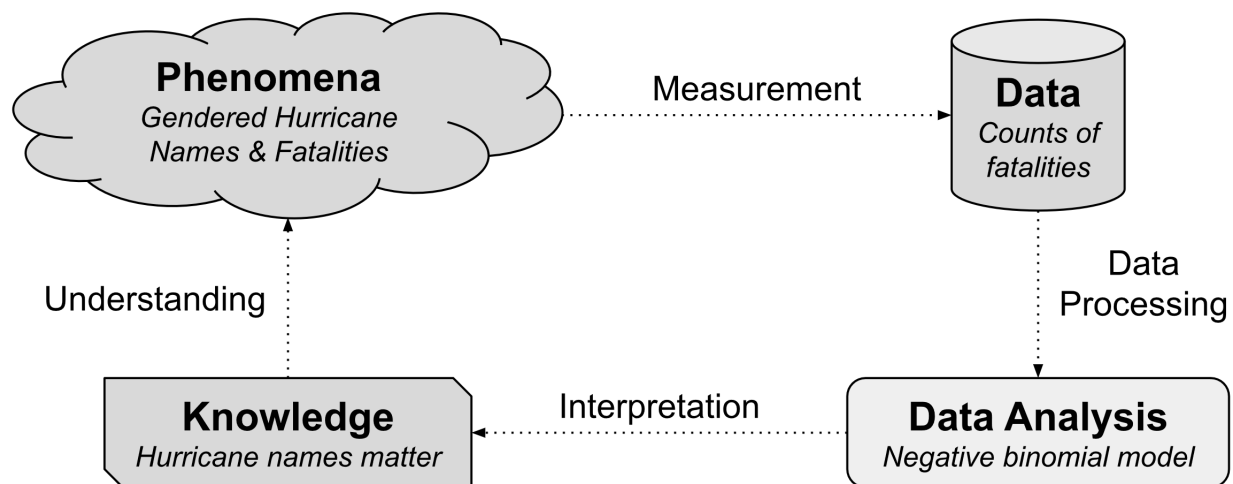 Phenomena
Gendered Hurricane
Names & Fatalities
Measurement
Data
Counts of
fatalities
Data
Processing
Data Analysis
Negative binomial model
Interpretation
Knowledge
Hurricane names matter
Understanding